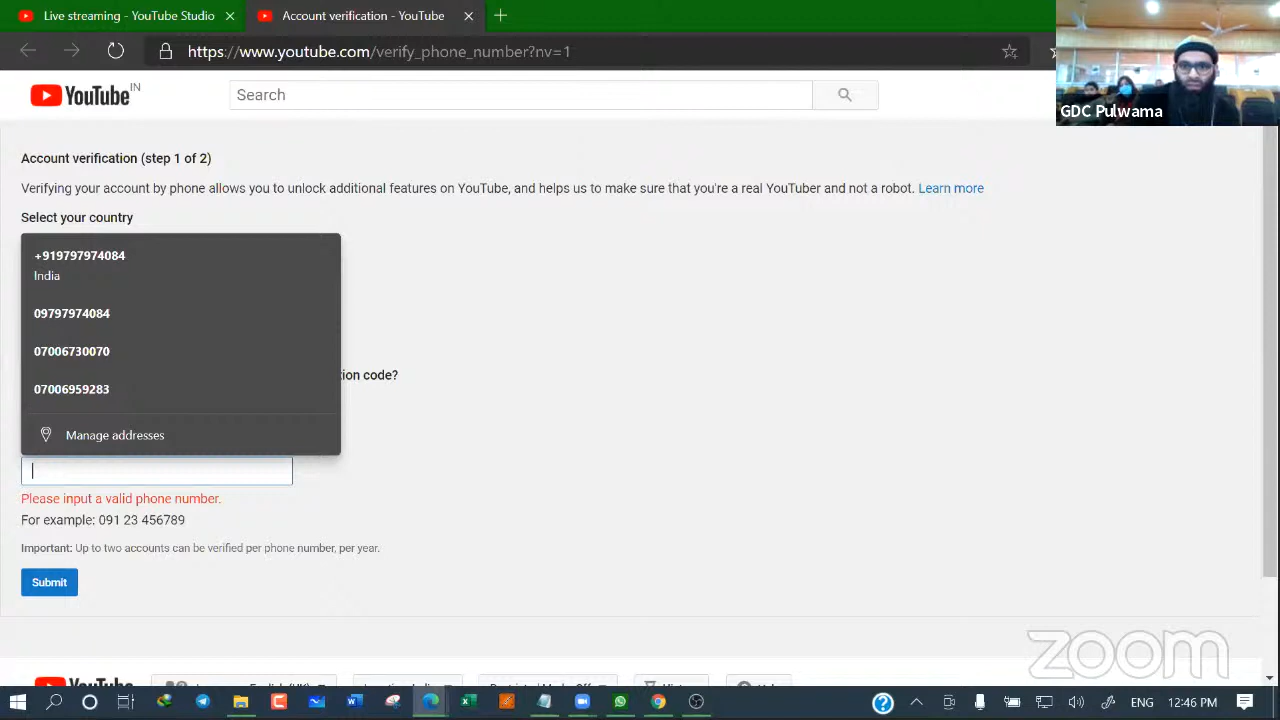 Live streaming - YouTube Studio
Account verification - YouTube
https://www.youtube.com/verify_phone_number?nv=1
YouTube IN
Search
GDC Pulwama
Account verification (step 1 of 2)
Verifying your account by phone allows you to unlock additional features on YouTube, and helps us to make sure that you're a real YouTuber and not a robot. Learn more
Select your country
+919797974084
India
09797974084
07006730070
07006959283
tion code?
Manage addresses
Please input a valid phone number.
For example: 091 23 456789
Important: Up to two accounts can be verified per phone number, per year.
Submit
zoom
ENG
12:46 PM